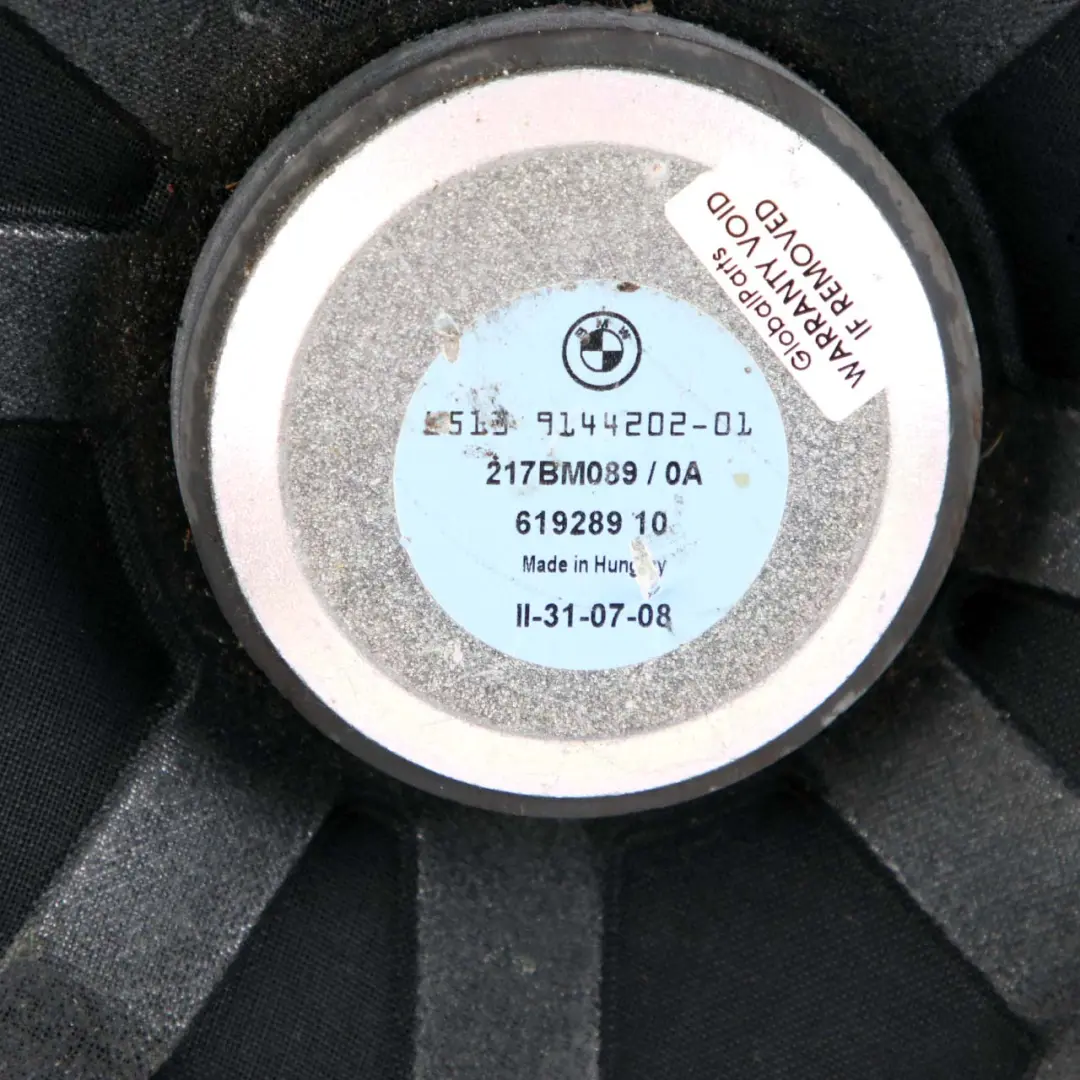 BMW
9144202-01
217BM089 / 0A
619289 10
Made in
II-31-07-08
GlobalParts
WARRANTY VOID
IF REMOVED